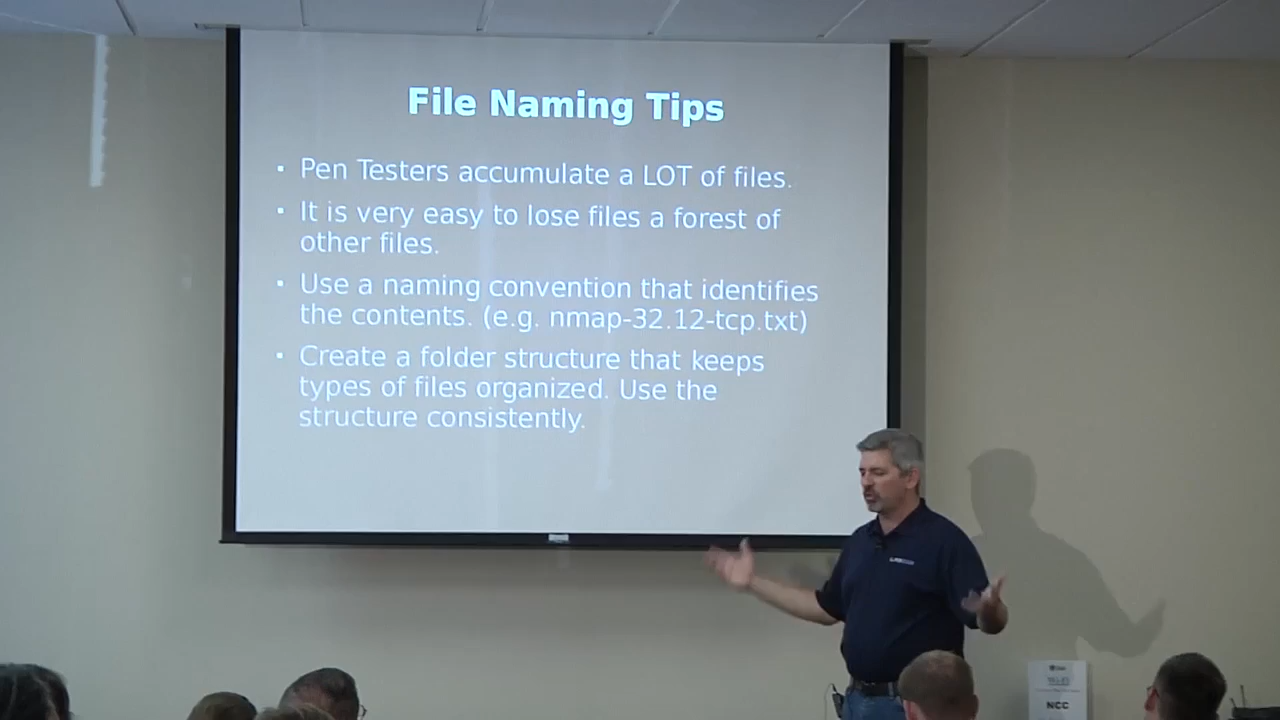 File Naming Tips
• Pen Testers accumulate a LOT of files.
• It is very easy to lose files a forest of
other files.
• Use a naming convention that identifies
the contents. (e.g. nmap-32.12-tcp.txt)
• Create a folder structure that keeps
types of files organized. Use the
structure consistently.
NCC